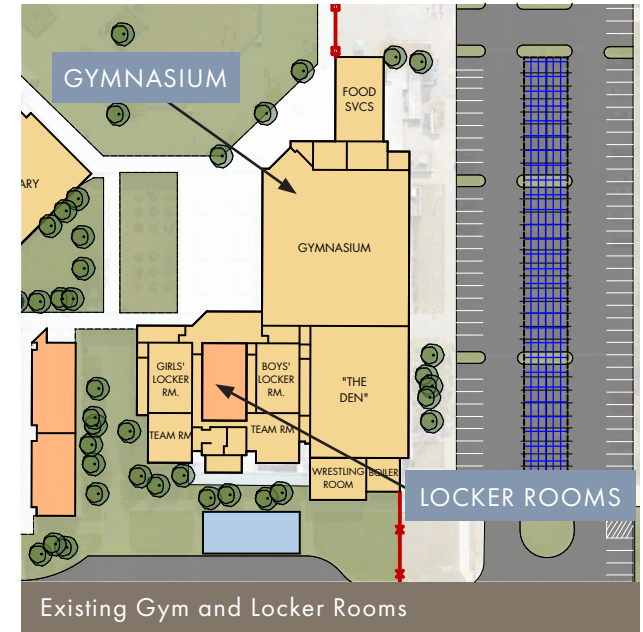 GYMNASIUM
FOOD
SVCS
ARY
GYMNASIUM
GIRLS'
LOCKER
RM.
BOYS'
LOCKER
RM.
"THE
DEN"
TEAM RM
TEAM RM
WRESTLING
ROOM
BOILER
LOCKER ROOMS
Existing Gym and Locker Rooms